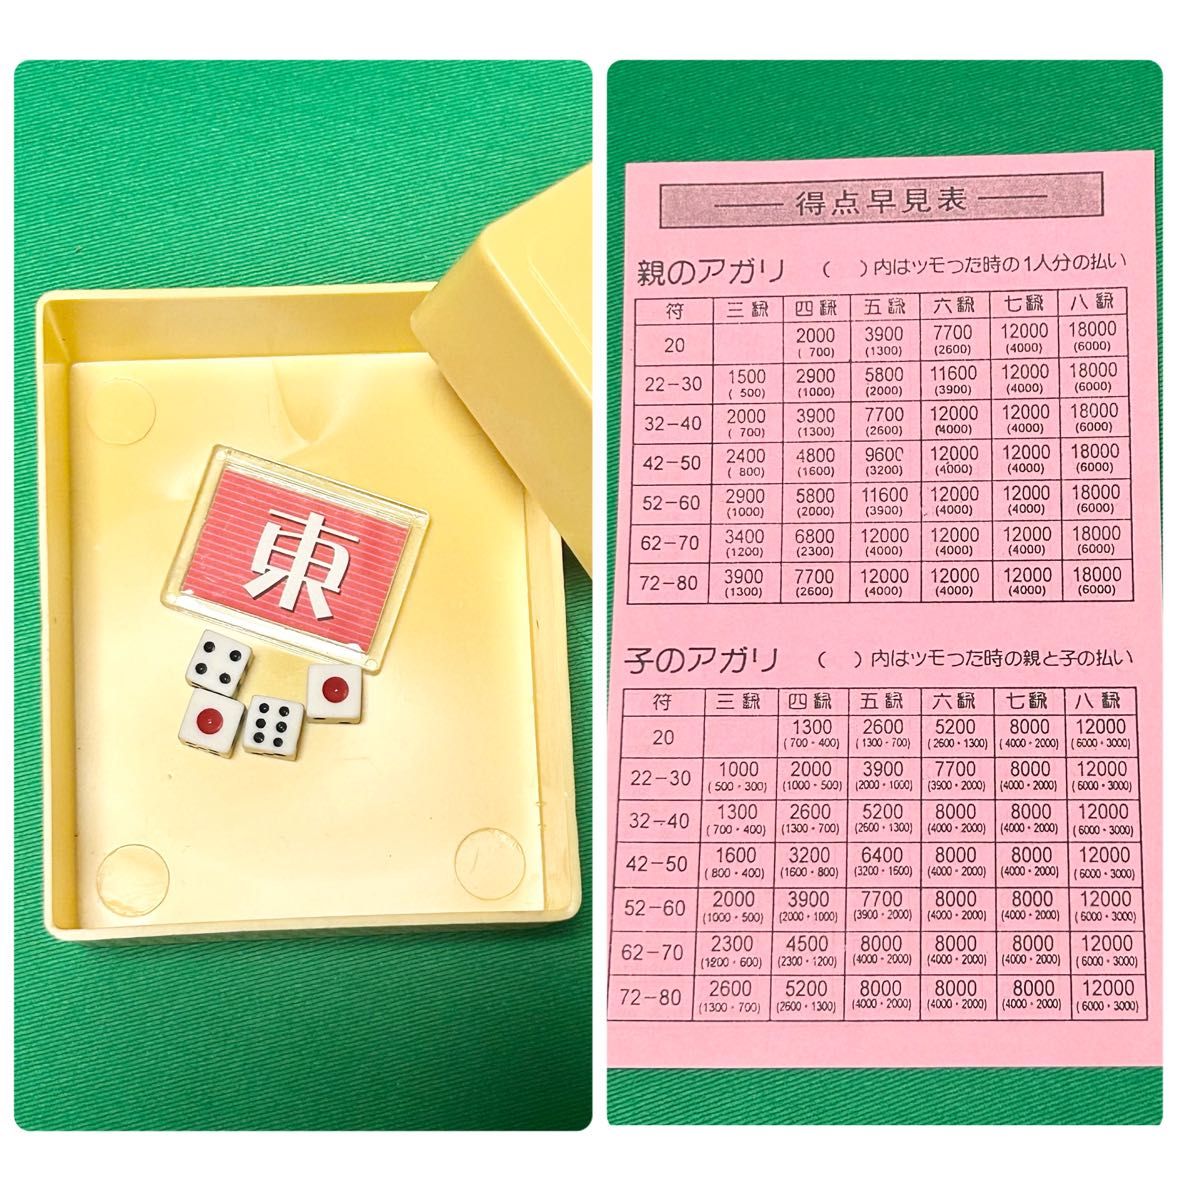 東
得点早見表
親のアガリ ( )内はツモった時の1人分の払い
符 三飜 四飜 五飜 六飜 七飜 八飜
20 2000 3900 7700 12000 18000
( 700) (1300) (2600) (4000) (6000)
22-30 1500 2900 5800 11600 12000 18000
( 500) (1000) (2000) (3900) (4000) (6000)
32-40 2000 3900 7700 12000 12000 18000
( 700) (1300) (2600) (4000) (4000) (6000)
42-50 2400 4800 9600 12000 12000 18000
( 800) (1600) (3200) (4000) (4000) (6000)
52-60 2900 5800 11600 12000 12000 18000
(1000) (2000) (3900) (4000) (4000) (6000)
62-70 3400 6800 12000 12000 12000 18000
(1200) (2300) (4000) (4000) (4000) (6000)
72-80 3900 7700 12000 12000 12000 18000
(1300) (2600) (4000) (4000) (4000) (6000)
子のアガリ ( )内はツモった時の親と子の払い
符 三飜 四飜 五飜 六飜 七飜 八飜
20 1300 2600 5200 8000 12000
(700・400) (1300・700) (2600・1300) (4000・2000) (6000・3000)
22-30 1000 2000 3900 7700 8000 12000
(500・300) (1000・500) (2000・1000) (3900・2000) (4000・2000) (6000・3000)
32-40 1300 2600 5200 8000 8000 12000
(700・400) (1300・700) (2600・1300) (4000・2000) (4000・2000) (6000・3000)
42-50 1600 3200 6400 8000 8000 12000
(800・400) (1600・800) (3200・1600) (4000・2000) (4000・2000) (6000・3000)
52-60 2000 3900 7700 8000 8000 12000
(1000・500) (2000・1000) (3900・2000) (4000・2000) (4000・2000) (6000・3000)
62-70 2300 4500 8000 8000 8000 12000
(1200・600) (2300・1200) (4000・2000) (4000・2000) (4000・2000) (6000・3000)
72-80 2600 5200 8000 8000 8000 12000
(1300・700) (2600・1300) (4000・2000) (4000・2000) (4000・2000) (6000・3000)